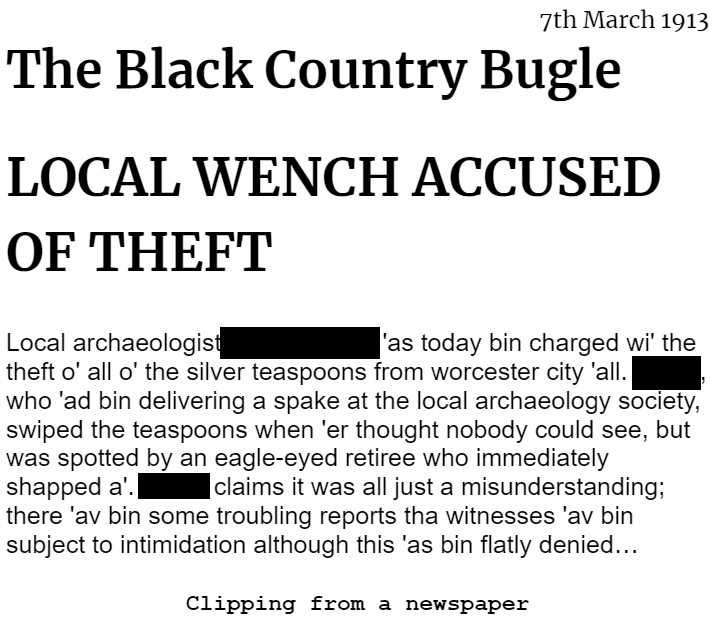 7th March 1913
The Black Country Bugle
LOCAL WENCH ACCUSED
OF THEFT
Local archaeologist 'as today bin charged wi' the
theft o' all o' the silver teaspoons from worcester city 'all. ,
who 'ad bin delivering a spake at the local archaeology society,
swiped the teaspoons when 'er thought nobody could see, but
was spotted by an eagle-eyed retiree who immediately
shapped a'. claims it was all just a misunderstanding;
there 'av bin some troubling reports tha witnesses 'av bin
subject to intimidation although this 'as bin flatly denied…
Clipping from a newspaper